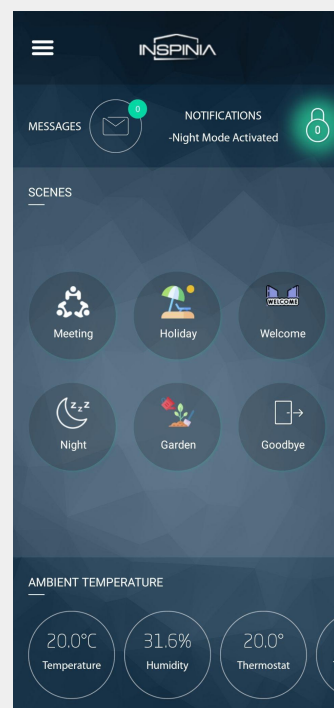 INSPINIA
MESSAGES
0
NOTIFICATIONS
-Night Mode Activated
0
SCENES
Meeting
Holiday
WELCOME
Welcome
zzZ
Night
Garden
Goodbye
AMBIENT TEMPERATURE
20.0°C
Temperature
31.6%
Humidity
20.0°
Thermostat